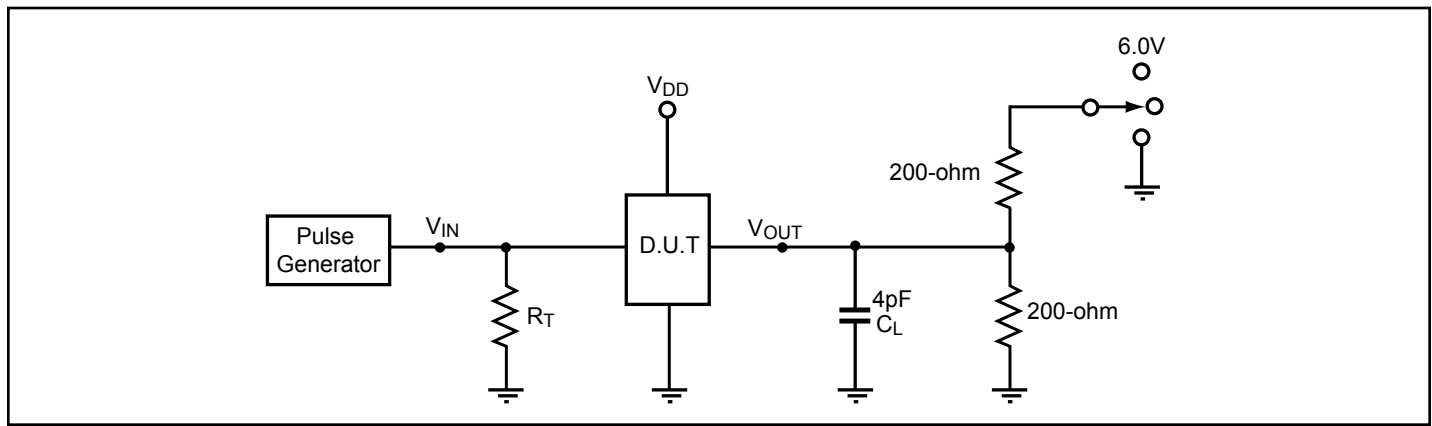 6.0V
VDD
200-ohm
Pulse
Generator
VIN
D.U.T
VOUT
RT
4pF
CL
200-ohm